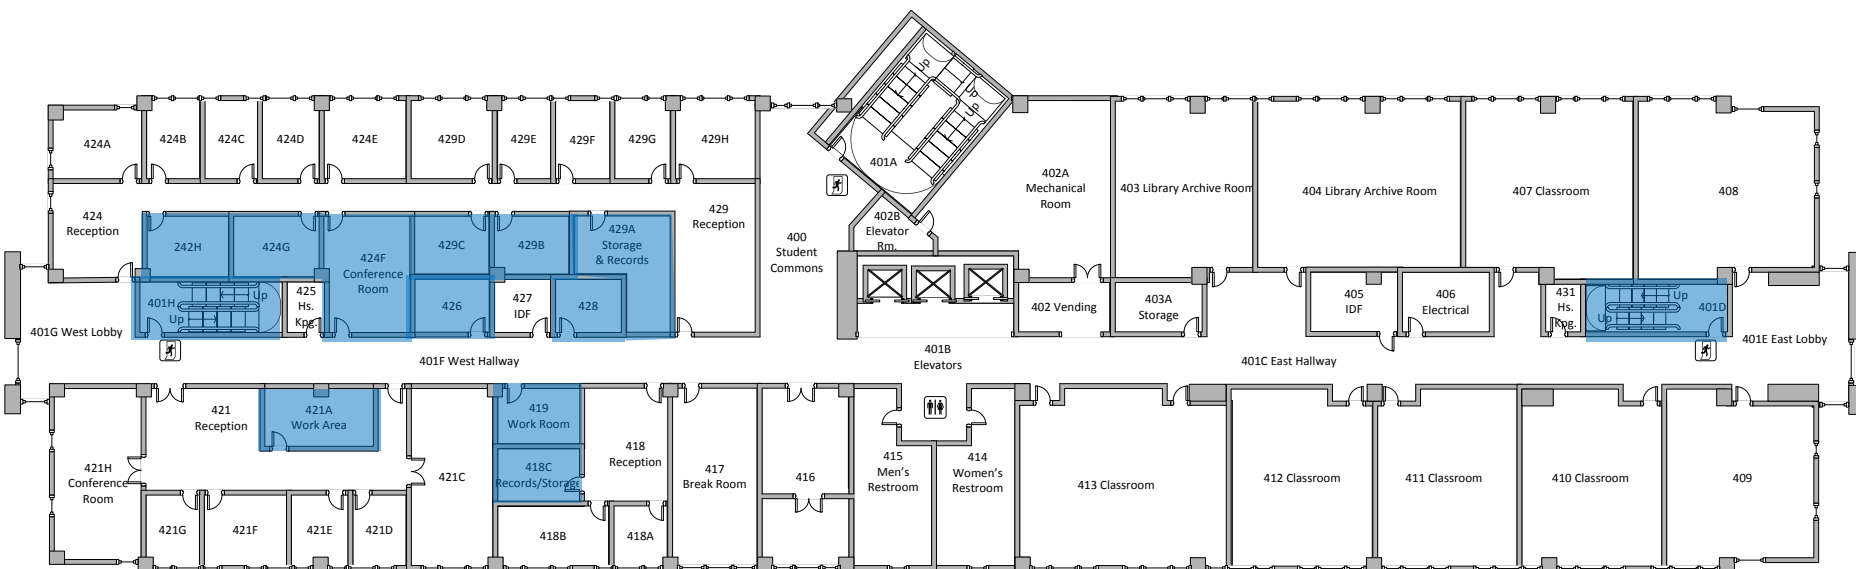 Up
Up
Up
401A
424A
424B
424C
424D
424E
429D
429E
429F
429G
429H
402A
Mechanical
Room
403 Library Archive Room
404 Library Archive Room
407 Classroom
408
424
Reception
242H
424G
424F
Conference
Room
429C
429B
429A
Storage
& Records
429
Reception
400
Student
Commons
402B
Elevator
Rm.
401H
Up
Up
425
Hs.
Kpg.
426
427
IDF
428
402 Vending
403A
Storage
405
IDF
406
Electrical
431
Hs.
Kpg.
Up
Up
401D
401G West Lobby
401F West Hallway
401B
Elevators
401C East Hallway
401E East Lobby
421
Reception
421A
Work Area
419
Work Room
418
Reception
418C
Records/Storage
421H
Conference
Room
421C
417
Break Room
416
415
Men's
Restroom
414
Women's
Restroom
413 Classroom
412 Classroom
411 Classroom
410 Classroom
409
421G
421F
421E
421D
418B
418A